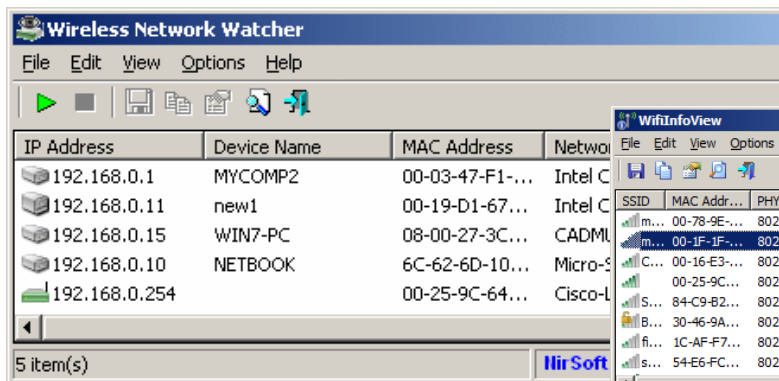 Wireless Network Watcher
File Edit View Options Help
IP Address Device Name MAC Address Networ
192.168.0.1 MYCOMP2 00-03-47-F1-... Intel C
192.168.0.11 new1 00-19-D1-67... Intel C
192.168.0.15 WIN7-PC 08-00-27-3C... CADMU
192.168.0.10 NETBOOK 6C-62-6D-10... Micro-S
192.168.0.254 00-25-9C-64... Cisco-L
5 item(s) NirSoft
WifiInfoView
File Edit View Options
SSID MAC Addr... PHY
m... 00-78-9E-... 802
m... 00-1F-1F-... 802
C... 00-16-E3-... 802
00-25-9C... 802
S... 84-C9-B2... 802
B... 30-46-9A... 802
fi... 1C-AF-F7... 802
s... 54-E6-FC... 802